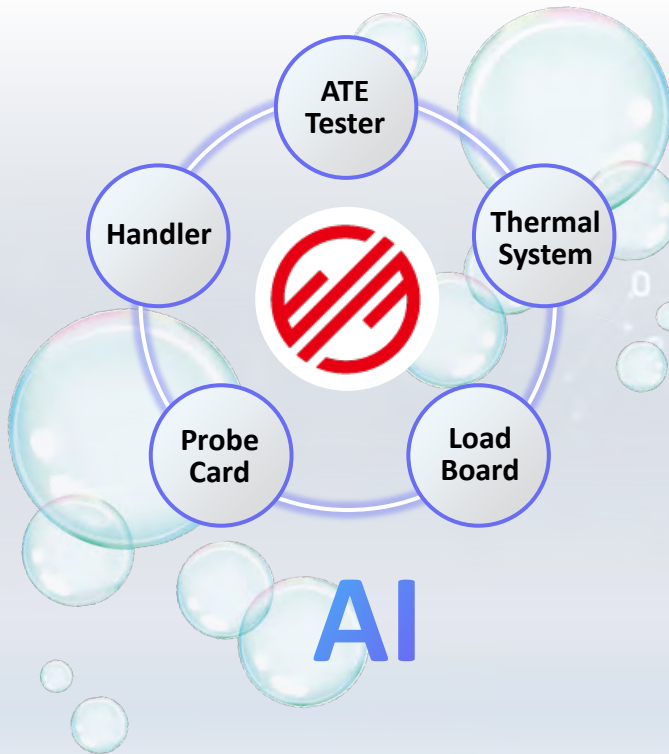 ATE
Tester
Handler
Thermal
System
Probe
Card
Load
Board
AI